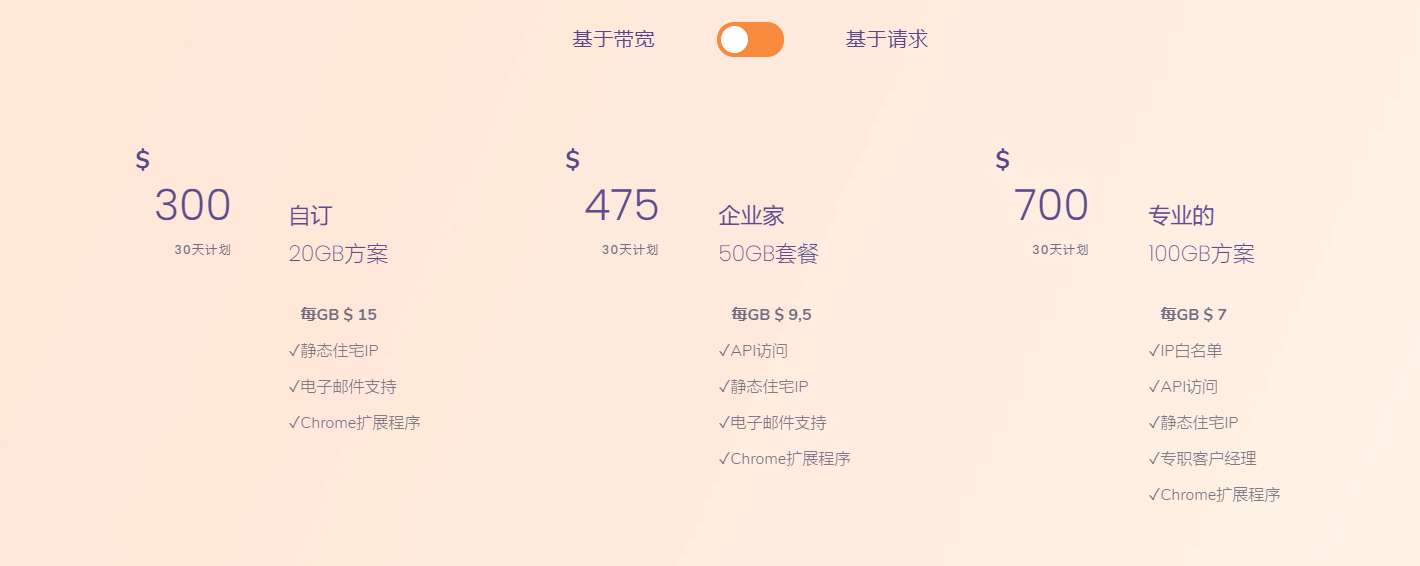 基于带宽 基于请求
$
300
30天计划
自订
20GB方案
每GB $ 15
✓静态住宅IP
✓电子邮件支持
✓Chrome扩展程序
$
475
30天计划
企业家
50GB套餐
每GB $ 9,5
✓API访问
✓静态住宅IP
✓电子邮件支持
✓Chrome扩展程序
$
700
30天计划
专业的
100GB方案
每GB $ 7
✓IP白名单
✓API访问
✓静态住宅IP
✓专职客户经理
✓Chrome扩展程序